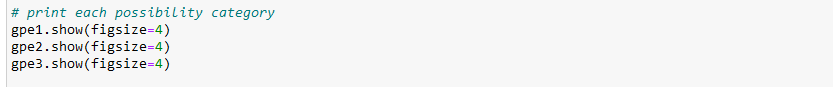 # print each possibility category
gpe1.show(figsize=4)
gpe2.show(figsize=4)
gpe3.show(figsize=4)